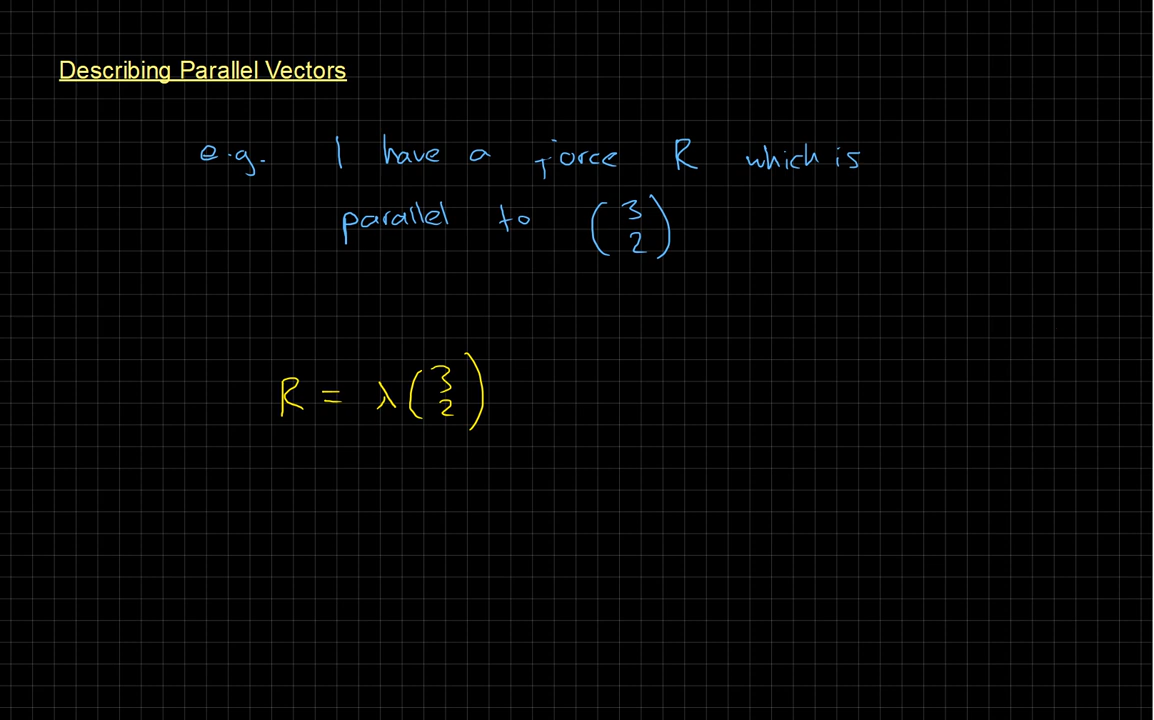 Describing Parallel Vectors
e.g. I have a force R which is
parallel to (3
2)
R = λ(3
2)